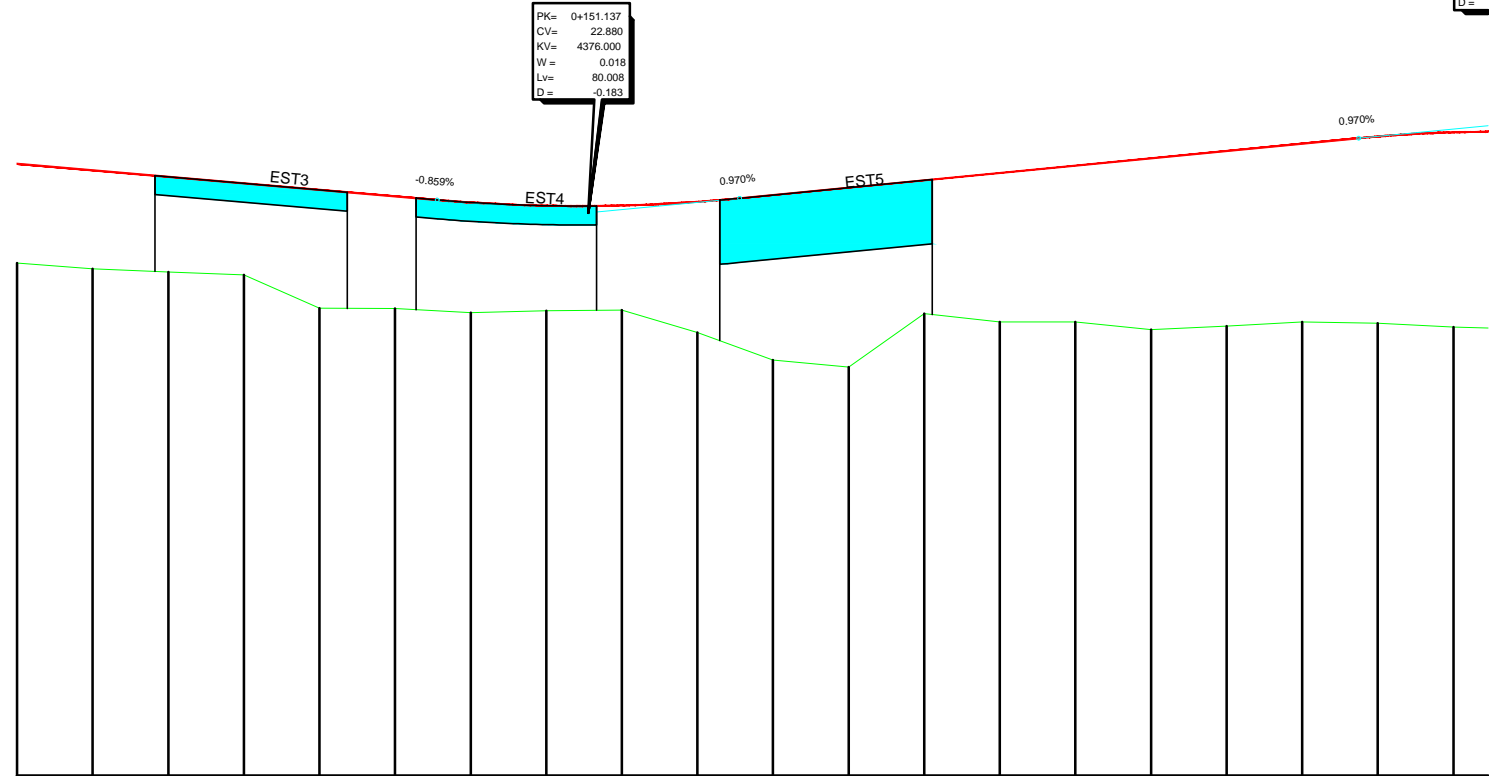 D =
PK= 0+151.137
CV= 22.880
KV= 4376.000
W = 0.018
Lv= 80.008
D = -0.183
0.970%
EST3
-0.859%
EST4
0.970%
EST5